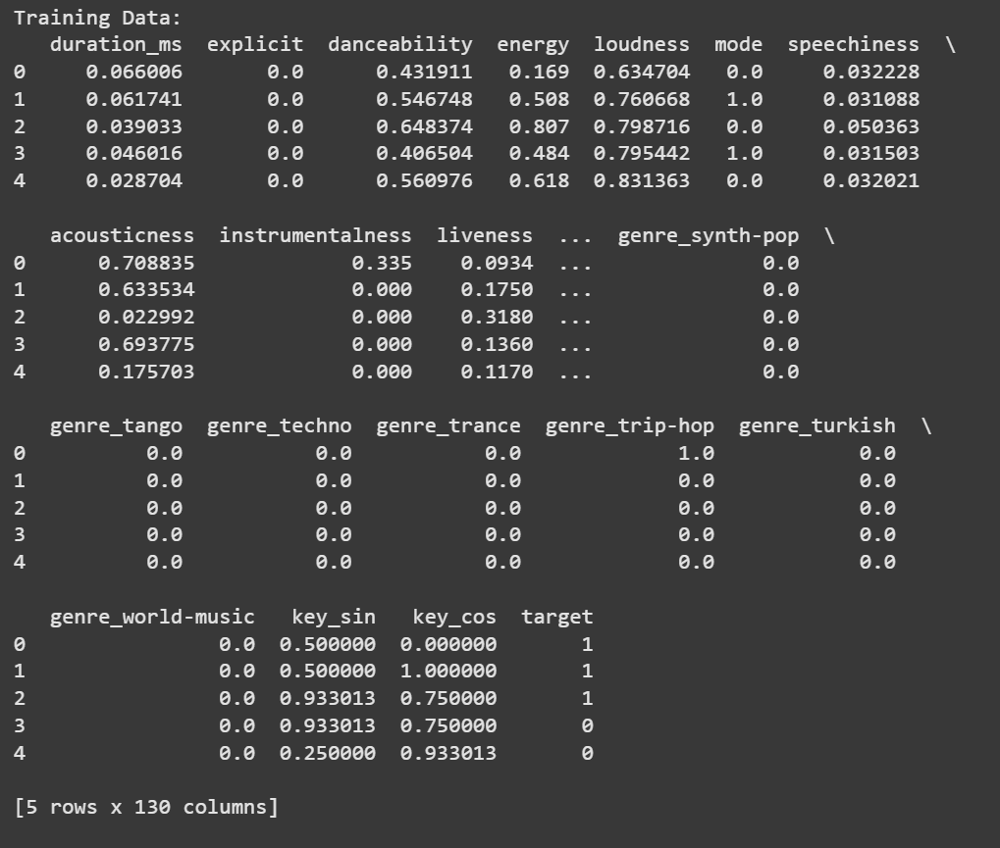 Training Data:
   duration_ms  explicit  danceability  energy  loudness  mode  speechiness  \
0     0.066006       0.0      0.431911   0.169  0.634704   0.0     0.032228
1     0.061741       0.0      0.546748   0.508  0.760668   1.0     0.031088
2     0.039033       0.0      0.648374   0.807  0.798716   0.0     0.050363
3     0.046016       0.0      0.406504   0.484  0.795442   1.0     0.031503
4     0.028704       0.0      0.560976   0.618  0.831363   0.0     0.032021

   acousticness  instrumentalness  liveness  ...  genre_synth-pop  \
0      0.708835             0.335    0.0934  ...              0.0
1      0.633534             0.000    0.1750  ...              0.0
2      0.022992             0.000    0.3180  ...              0.0
3      0.693775             0.000    0.1360  ...              0.0
4      0.175703             0.000    0.1170  ...              0.0

   genre_tango  genre_techno  genre_trance  genre_trip-hop  genre_turkish  \
0          0.0           0.0           0.0             1.0            0.0
1          0.0           0.0           0.0             0.0            0.0
2          0.0           0.0           0.0             0.0            0.0
3          0.0           0.0           0.0             0.0            0.0
4          0.0           0.0           0.0             0.0            0.0

   genre_world-music   key_sin   key_cos  target
0                0.0  0.500000  0.000000       1
1                0.0  0.500000  1.000000       1
2                0.0  0.933013  0.750000       1
3                0.0  0.933013  0.750000       0
4                0.0  0.250000  0.933013       0

[5 rows x 130 columns]